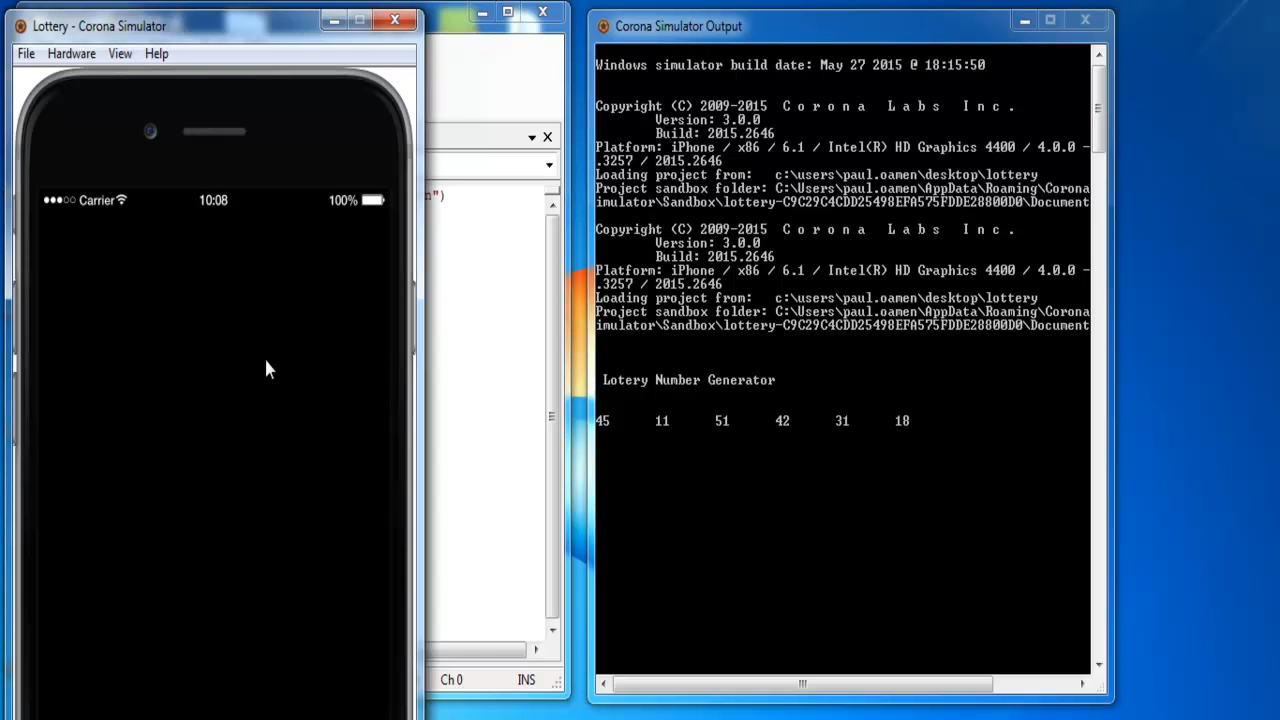 Lottery - Corona Simulator
File Hardware View Help
Carrier 10:08 100%
n")
Ch 0 INS
Corona Simulator Output
Windows simulator build date: May 27 2015 @ 18:15:50
Copyright (C) 2009-2015 C o r o n a L a b s I n c .
Version: 3.0.0
Build: 2015.2646
Platform: iPhone / x86 / 6.1 / Intel(R) HD Graphics 4400 / 4.0.0 -
.3257 / 2015.2646
Loading project from: c:\users\paul.oamen\desktop\lottery
Project sandbox folder: C:\Users\paul.oamen\AppData\Roaming\Corona
imulator\Sandbox\lottery-C9C29C4CDD25498EFA575FDDE28800D0\Document
Copyright (C) 2009-2015 C o r o n a L a b s I n c .
Version: 3.0.0
Build: 2015.2646
Platform: iPhone / x86 / 6.1 / Intel(R) HD Graphics 4400 / 4.0.0 -
.3257 / 2015.2646
Loading project from: c:\users\paul.oamen\desktop\lottery
Project sandbox folder: C:\Users\paul.oamen\AppData\Roaming\Corona
imulator\Sandbox\lottery-C9C29C4CDD25498EFA575FDDE28800D0\Document
Lotery Number Generator
45 11 51 42 31 18